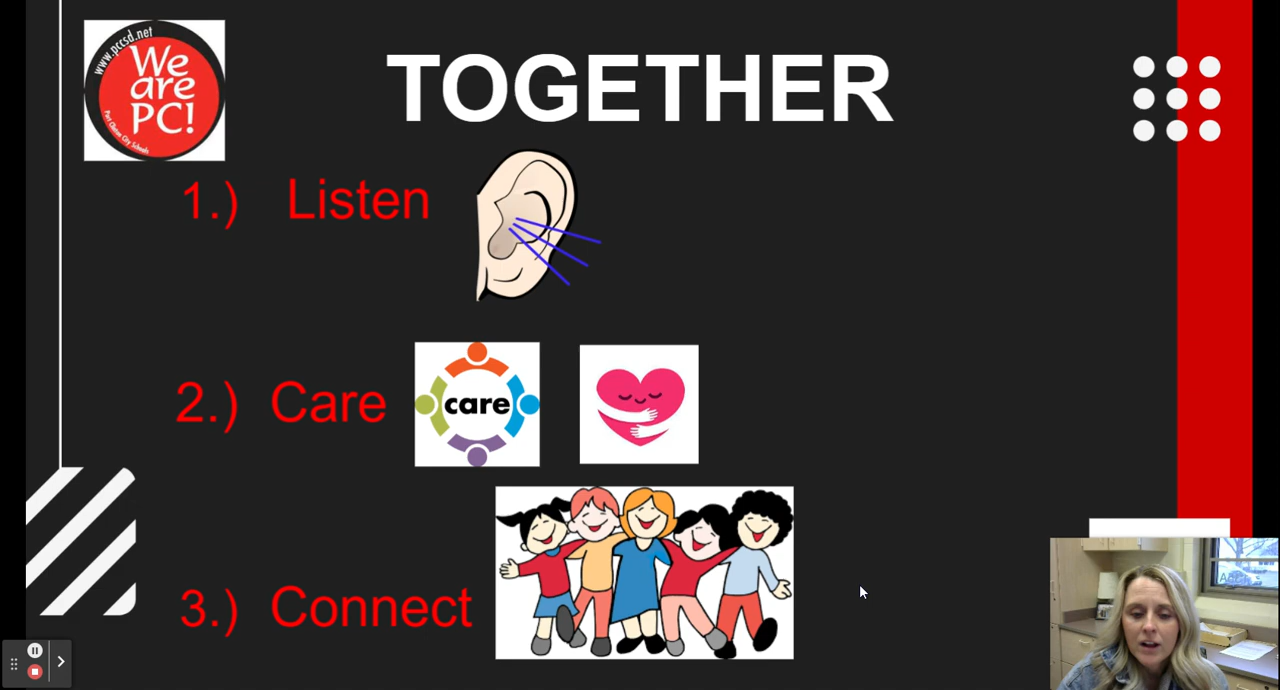 www.pccsd.net
We
are
PC!
Port Clinton City Schools
TOGETHER
1.) Listen
2.) Care
care
3.) Connect